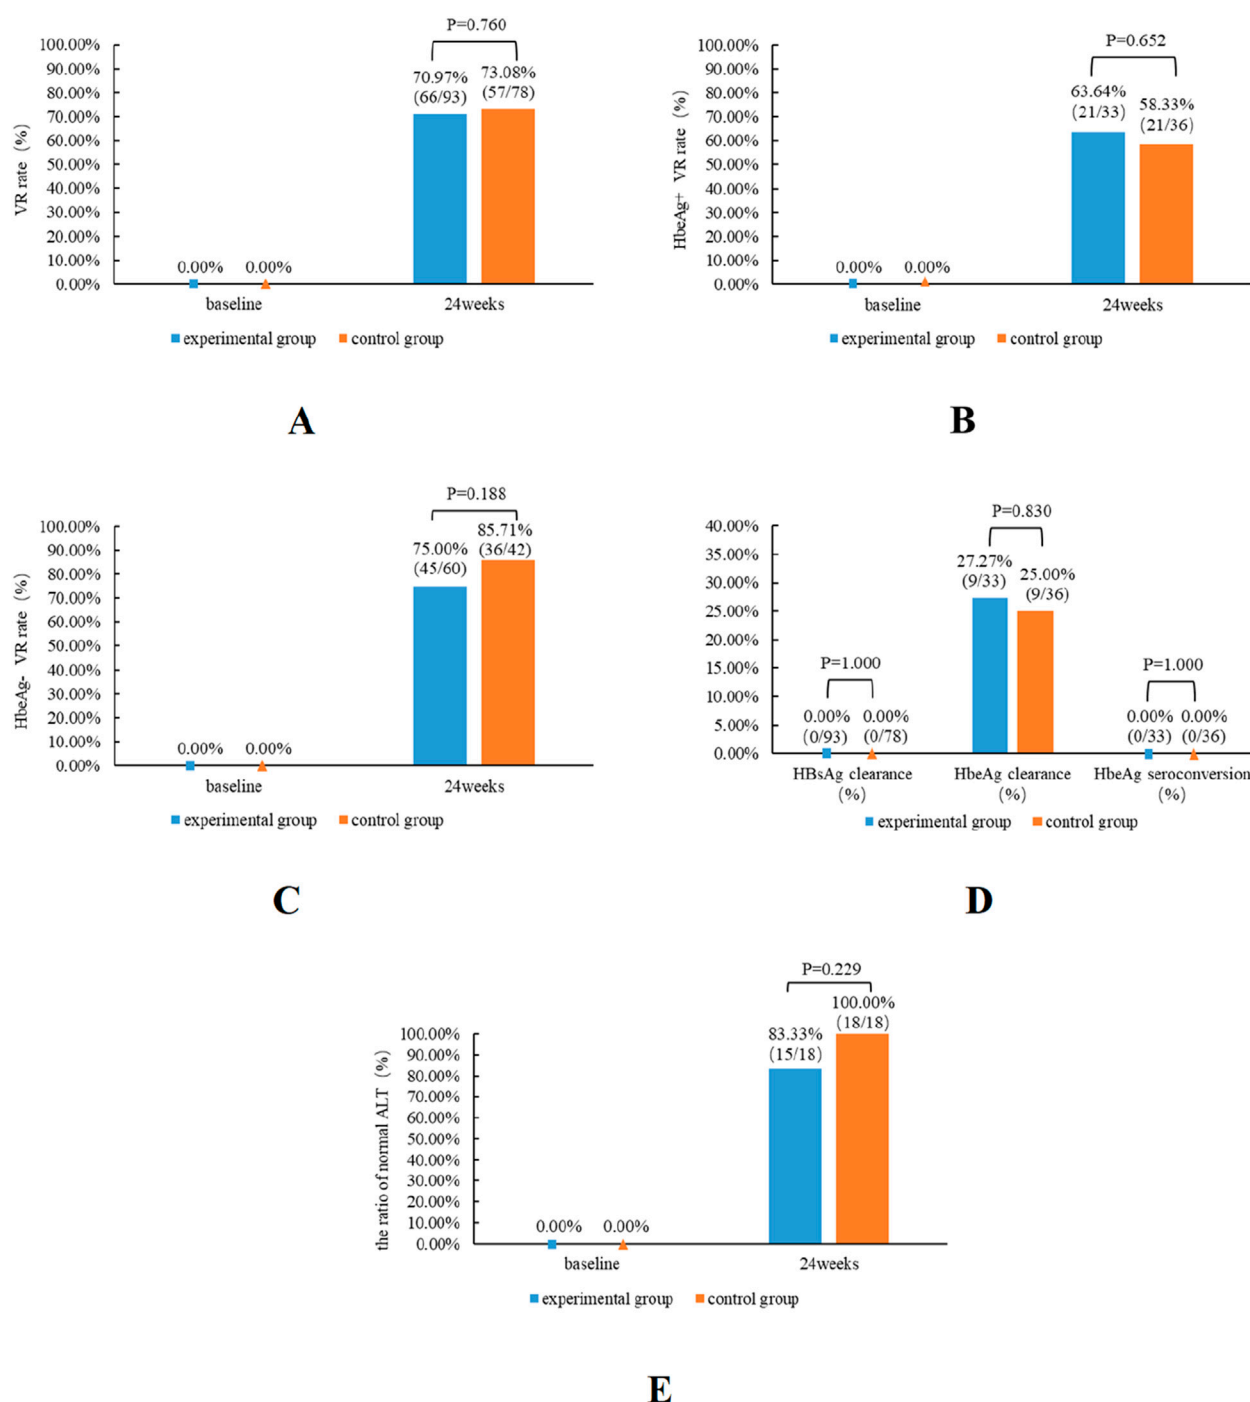 P=0.760
100.00%
90.00%
80.00%
70.00%
60.00%
50.00%
40.00%
30.00%
20.00%
10.00%
0.00%
VR rate (%)
70.97%
(66/93)
73.08%
(57/78)
0.00%
0.00%
baseline
24weeks
experimental group
control group
A
P=0.652
100.00%
90.00%
80.00%
70.00%
60.00%
50.00%
40.00%
30.00%
20.00%
10.00%
0.00%
HbeAg+ VR rate (%)
63.64%
(21/33)
58.33%
(21/36)
0.00%
0.00%
baseline
24weeks
experimental group
control group
B
P=0.188
100.00%
90.00%
80.00%
70.00%
60.00%
50.00%
40.00%
30.00%
20.00%
10.00%
0.00%
HbeAg- VR rate (%)
75.00%
(45/60)
85.71%
(36/42)
0.00%
0.00%
baseline
24weeks
experimental group
control group
C
P=0.830
40.00%
35.00%
30.00%
25.00%
20.00%
15.00%
10.00%
5.00%
0.00%
27.27%
(9/33)
25.00%
(9/36)
P=1.000
0.00%
(0/93)
0.00%
(0/78)
P=1.000
0.00%
(0/33)
0.00%
(0/36)
HBsAg clearance
(%)
HbeAg clearance
(%)
HbeAg seroconversion
(%)
experimental group
control group
D
P=0.229
100.00%
90.00%
80.00%
70.00%
60.00%
50.00%
40.00%
30.00%
20.00%
10.00%
0.00%
the ratio of normal ALT (%)
83.33%
(15/18)
100.00%
(18/18)
0.00%
0.00%
baseline
24weeks
experimental group
control group
E